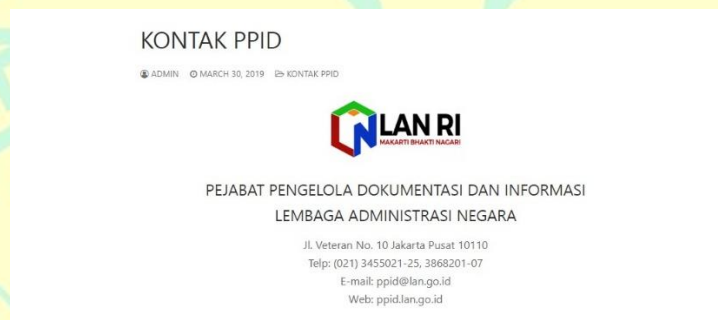 KONTAK PPID
ADMIN MARCH 30, 2019 KONTAK PPID
LAN RI
MAKARTI BHAKTI NAGARI
PEJABAT PENGELOLA DOKUMENTASI DAN INFORMASI
LEMBAGA ADMINISTRASI NEGARA
Jl. Veteran No. 10 Jakarta Pusat 10110
Telp: (021) 3455021-25, 3868201-07
E-mail: ppid@lan.go.id
Web: ppid.lan.go.id